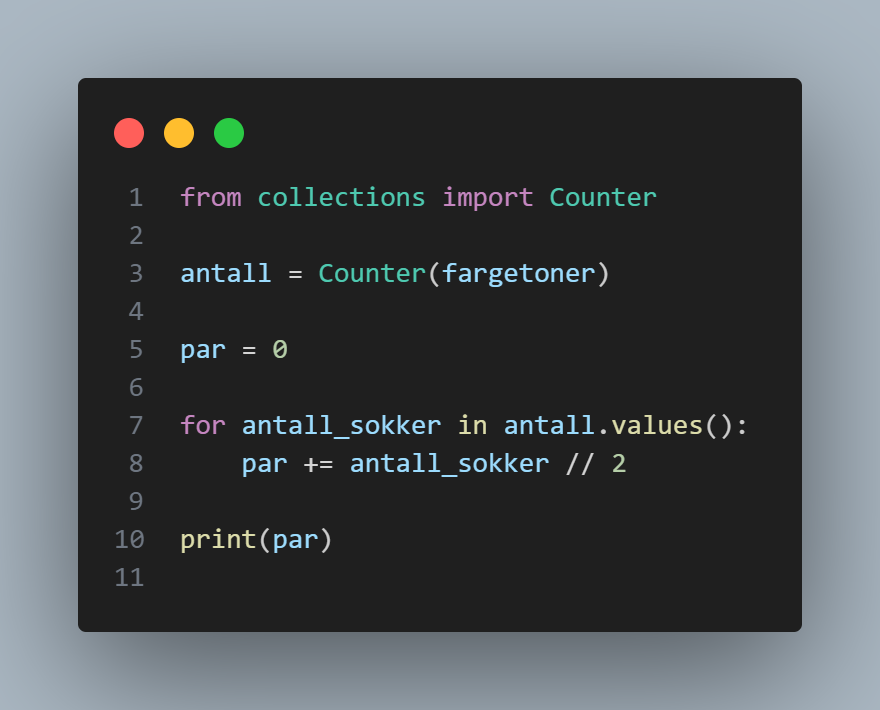 1 from collections import Counter
2
3 antall = Counter(fargetoner)
4
5 par = 0
6
7 for antall_sokker in antall.values():
8     par += antall_sokker // 2
9
10 print(par)
11